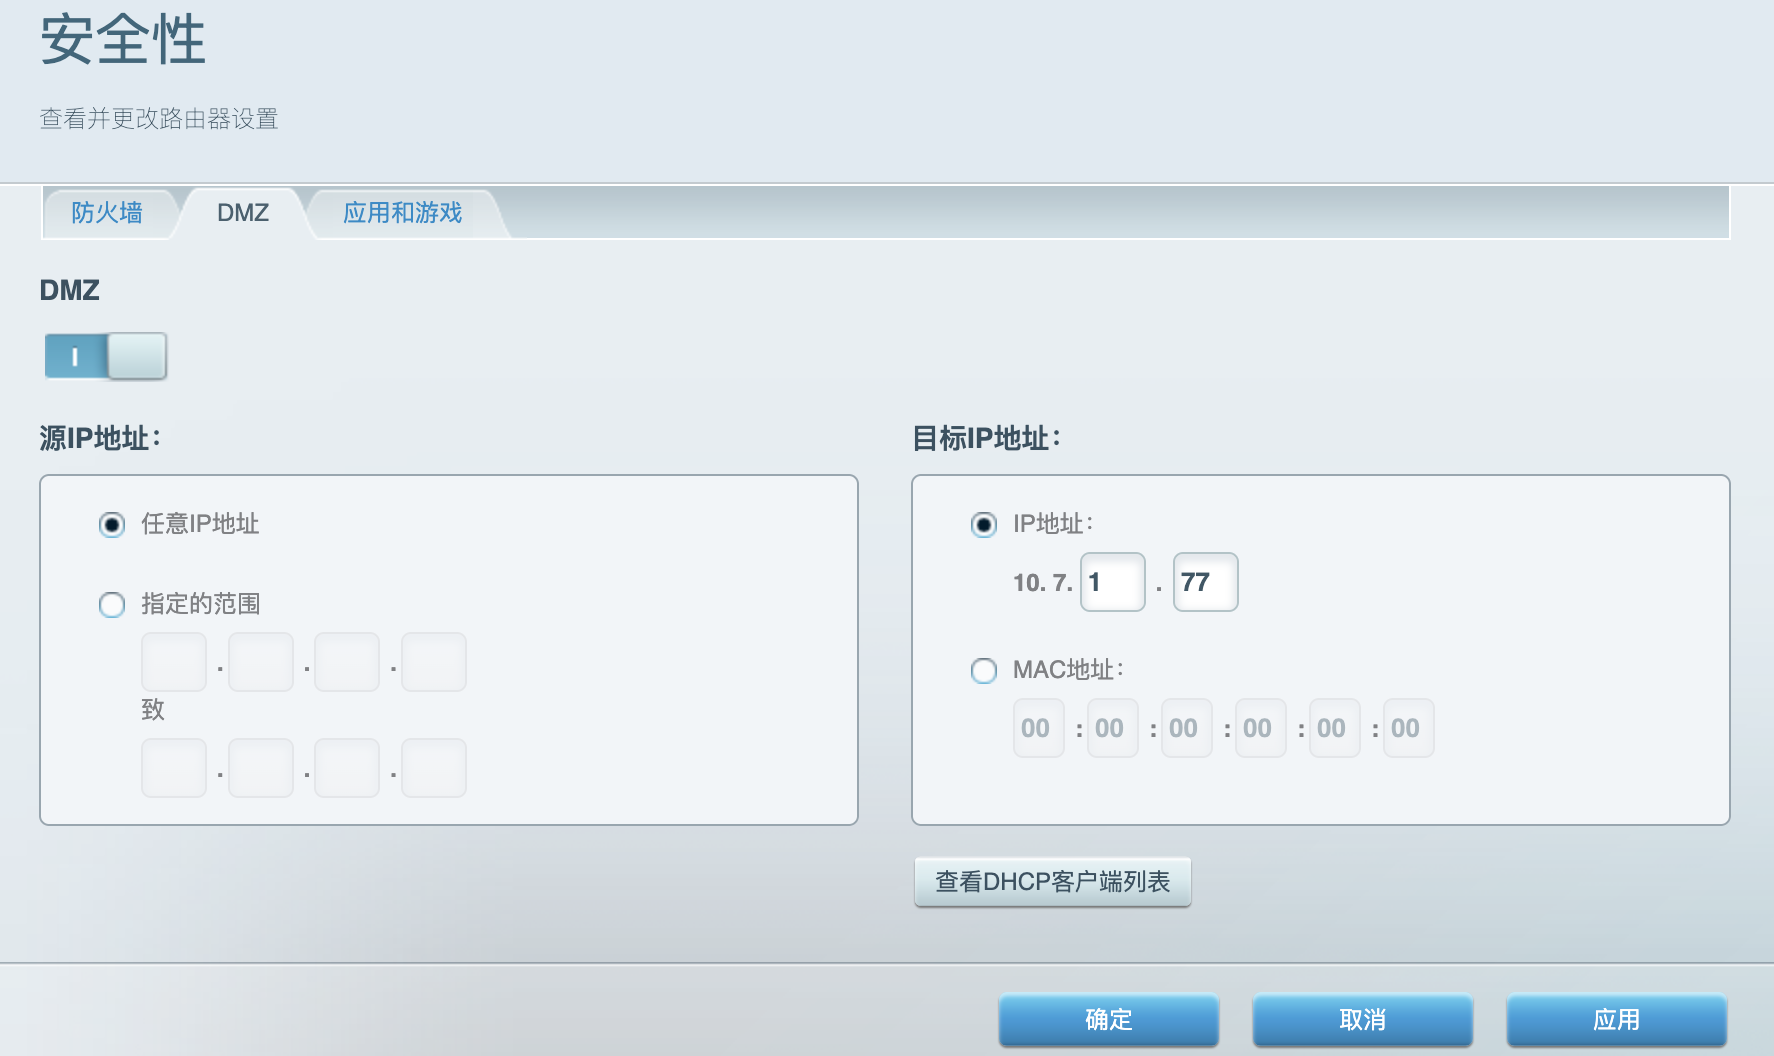 安全性
查看并更改路由器设置
防火墙 DMZ 应用和游戏
DMZ
源IP地址： 目标IP地址：
任意IP地址 IP地址：
10. 7. 1 . 77
指定的范围
. . .
MAC地址：
致
00 : 00 : 00 : 00 : 00 : 00
. . .
查看DHCP客户端列表
确定 取消 应用